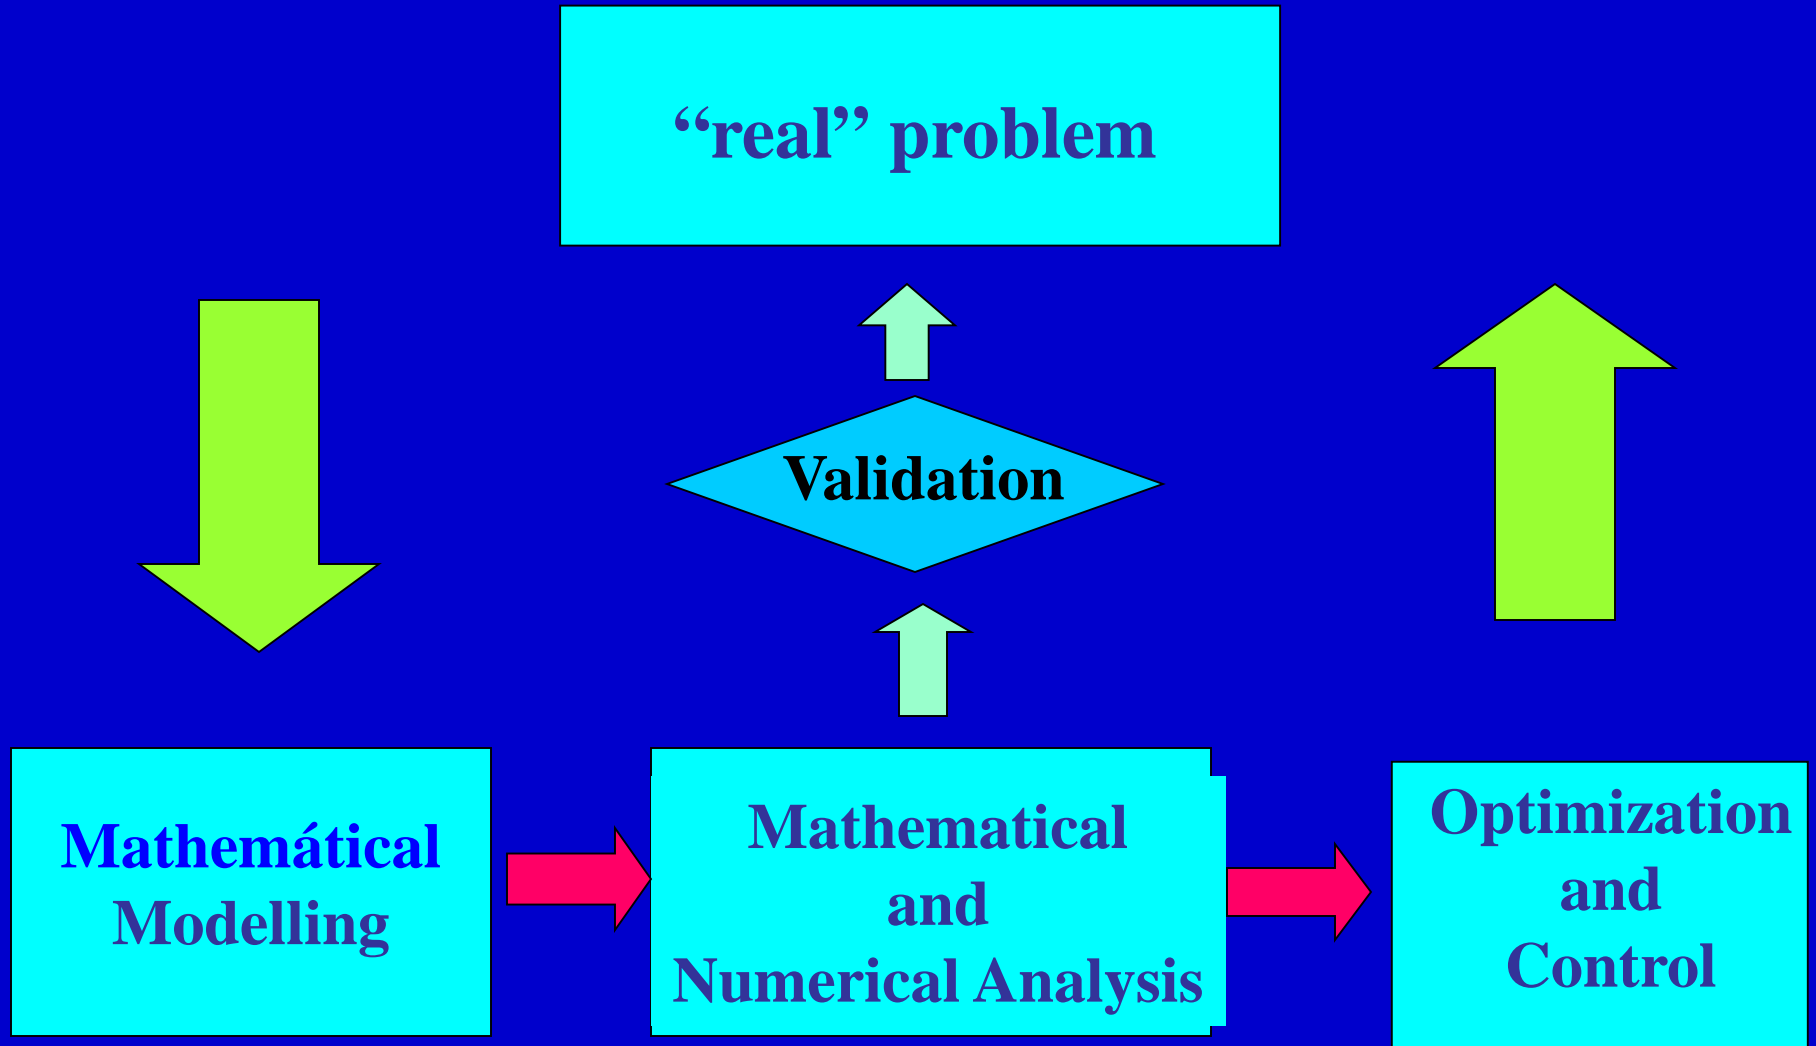 “real” problem
Validation
Mathemátical
Modelling
Mathematical
and
Numerical Analysis
Optimization
and
Control